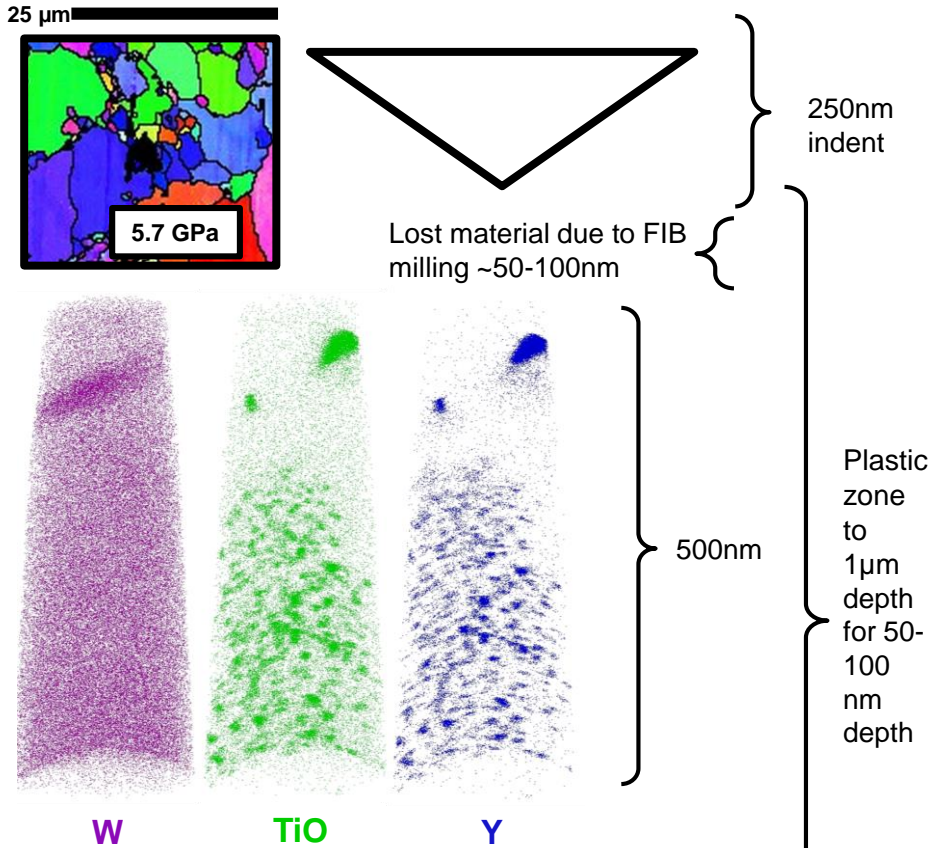 25 µm
5.7 GPa
250nm
indent
Lost material due to FIB
milling ~50-100nm
500nm
Plastic
zone
to
1µm
depth
for 50-
100
nm
depth
W
TiO
Y